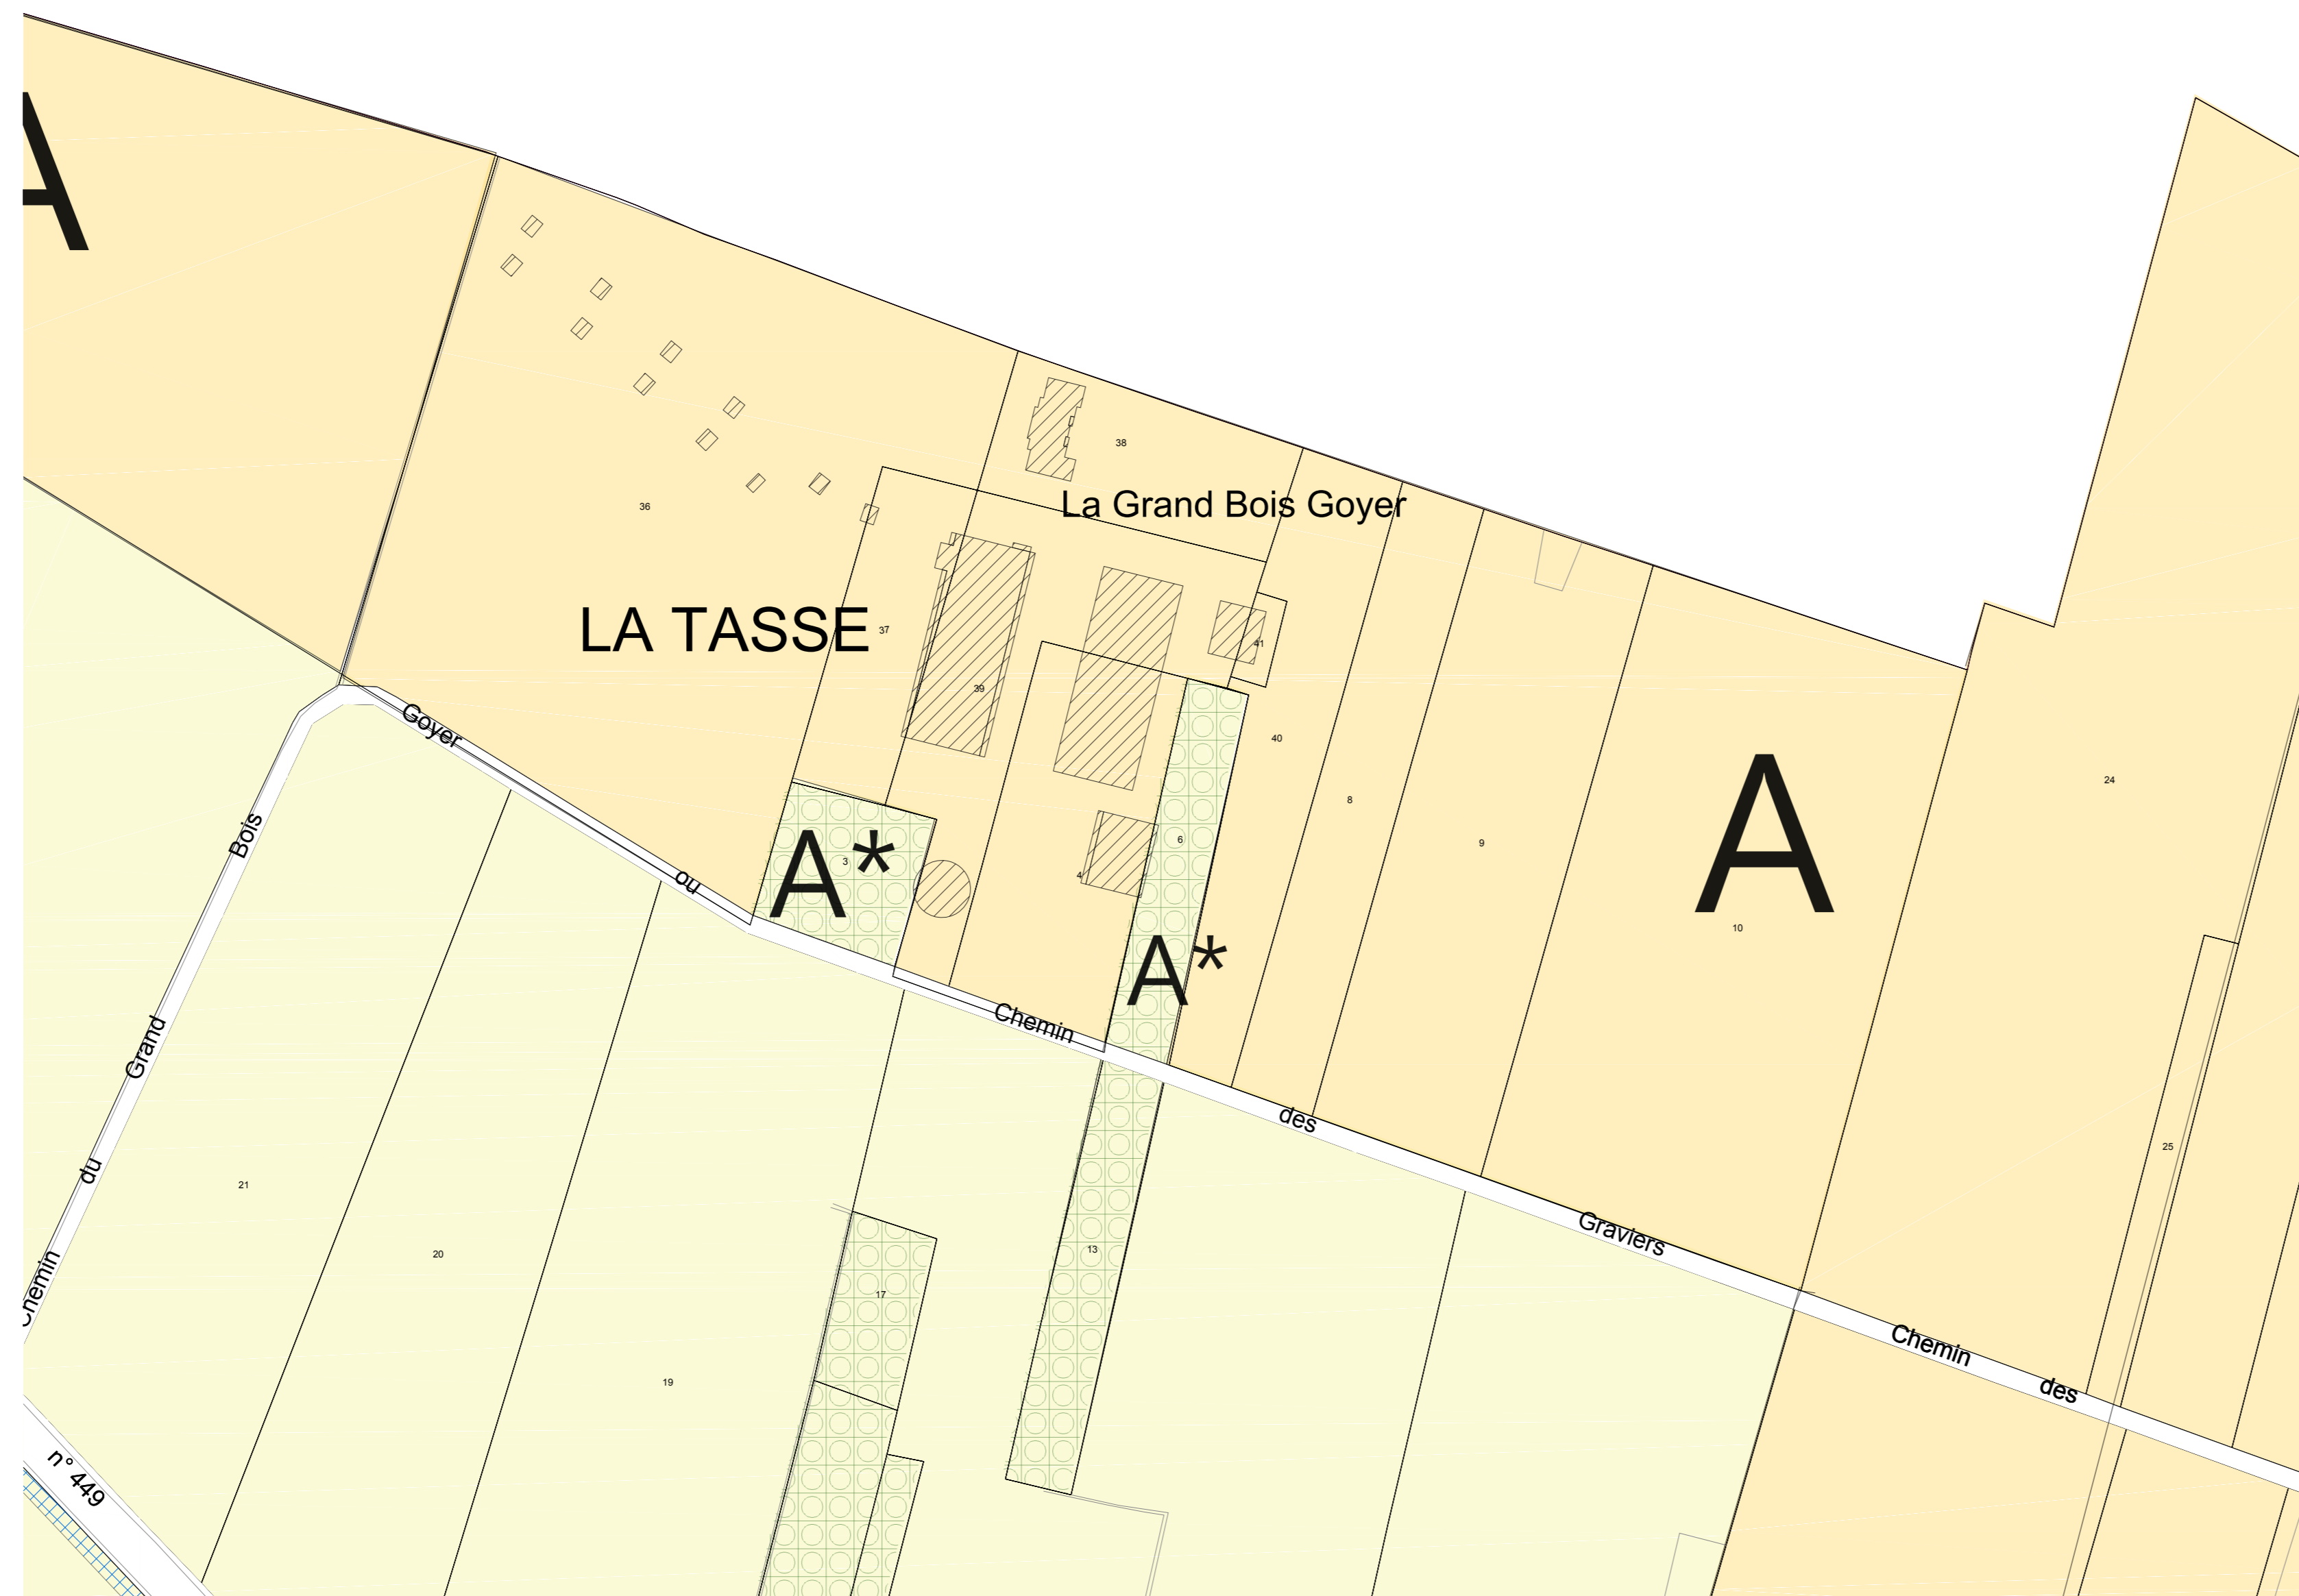 A
38
La Grand Bois Goyer
36
LA TASSE
37
41
39
Goyer
40
24
A
8
Bois
6
9
A*
3
ou
4
10
A*
Chemin
Grand
des
25
du
21
Graviers
13
20
Chemin
17
Chemin
des
19
n°449